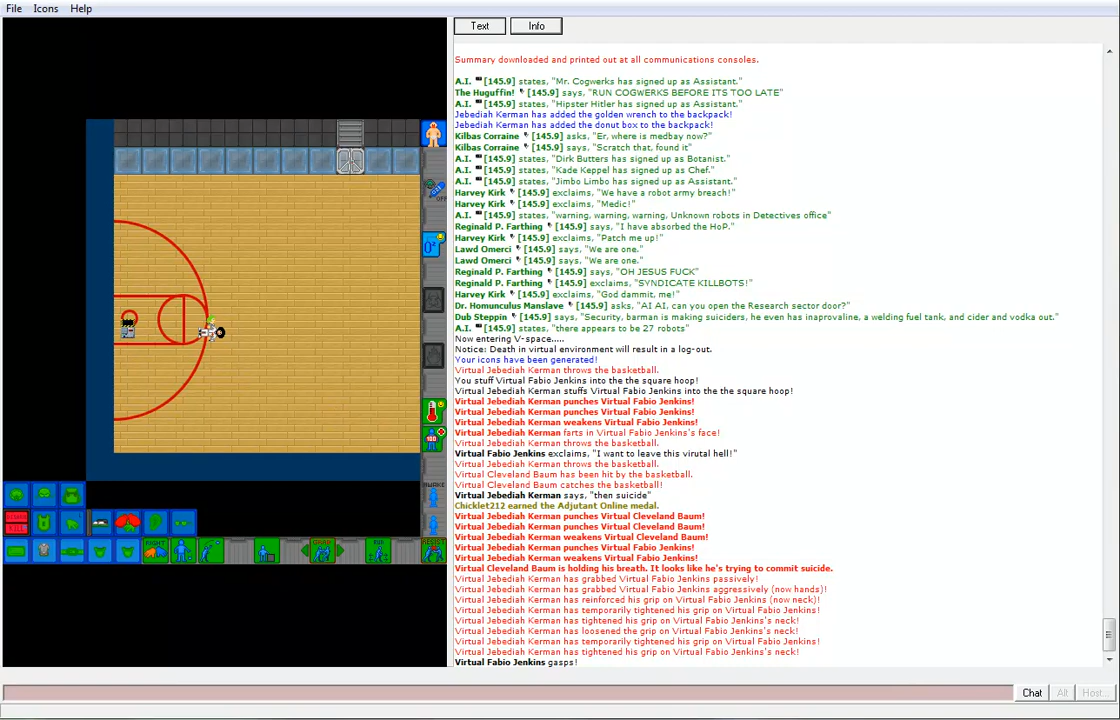 File Icons Help
Text Info
Summary downloaded and printed out at all communications consoles.
A.I. [145.9] states, "Mr. Cogwerks has signed up as Assistant."
The Huguffin! [145.9] says, "RUN COGWERKS BEFORE ITS TOO LATE"
A.I. [145.9] states, "Hipster Hitler has signed up as Assistant."
Jebediah Kerman has added the golden wrench to the backpack!
Jebediah Kerman has added the donut box to the backpack!
Kilbas Corraine [145.9] asks, "Er, where is medbay now?"
Kilbas Corraine [145.9] says, "Scratch that, found it"
A.I. [145.9] states, "Dirk Butters has signed up as Botanist."
A.I. [145.9] states, "Kade Keppel has signed up as Chef."
A.I. [145.9] states, "Jimbo Limbo has signed up as Assistant."
Harvey Kirk [145.9] exclaims, "We have a robot army breach!"
Harvey Kirk [145.9] exclaims, "Medic!"
A.I. [145.9] states, "warning, warning, warning, Unknown robots in Detectives office"
Reginald P. Farthing [145.9] says, "I have absorbed the HoP."
Harvey Kirk [145.9] exclaims, "Patch me up!"
Lawd Omerci [145.9] says, "We are one."
Lawd Omerci [145.9] says, "We are one."
Reginald P. Farthing [145.9] says, "OH JESUS FUCK"
Reginald P. Farthing [145.9] exclaims, "SYNDICATE KILLBOTS!"
Harvey Kirk [145.9] exclaims, "God dammit, me!"
Dr. Homunculus Manslave [145.9] asks, "AI AI, can you open the Research sector door?"
Dub Steppin [145.9] says, "Security, barman is making suiciders, he even has inaprovaline, a welding fuel tank, and cider and vodka out."
A.I. [145.9] states, "there appears to be 27 robots"
Now entering V-space.....
Notice: Death in virtual environment will result in a log-out.
Your icons have been generated!
Virtual Jebediah Kerman throws the basketball.
You stuff Virtual Fabio Jenkins into the the square hoop!
Virtual Jebediah Kerman stuffs Virtual Fabio Jenkins into the the square hoop!
Virtual Jebediah Kerman punches Virtual Fabio Jenkins!
Virtual Jebediah Kerman punches Virtual Fabio Jenkins!
Virtual Jebediah Kerman weakens Virtual Fabio Jenkins!
Virtual Jebediah Kerman farts in Virtual Fabio Jenkins's face!
Virtual Jebediah Kerman throws the basketball.
Virtual Fabio Jenkins exclaims, "I want to leave this virutal hell!"
Virtual Jebediah Kerman throws the basketball.
Virtual Cleveland Baum has been hit by the basketball.
Virtual Cleveland Baum catches the basketball!
Virtual Jebediah Kerman says, "then suicide"
Chicklet212 earned the Adjutant Online medal.
Virtual Jebediah Kerman punches Virtual Cleveland Baum!
Virtual Jebediah Kerman punches Virtual Cleveland Baum!
Virtual Jebediah Kerman weakens Virtual Cleveland Baum!
Virtual Jebediah Kerman punches Virtual Fabio Jenkins!
Virtual Jebediah Kerman weakens Virtual Fabio Jenkins!
Virtual Cleveland Baum is holding his breath. It looks like he's trying to commit suicide.
Virtual Jebediah Kerman has grabbed Virtual Fabio Jenkins passively!
Virtual Jebediah Kerman has grabbed Virtual Fabio Jenkins aggressively (now hands)!
Virtual Jebediah Kerman has reinforced his grip on Virtual Fabio Jenkins (now neck)!
Virtual Jebediah Kerman has temporarily tightened his grip on Virtual Fabio Jenkins!
Virtual Jebediah Kerman has tightened his grip on Virtual Fabio Jenkins's neck!
Virtual Jebediah Kerman has loosened the grip on Virtual Fabio Jenkins's neck!
Virtual Jebediah Kerman has temporarily tightened his grip on Virtual Fabio Jenkins!
Virtual Jebediah Kerman has tightened his grip on Virtual Fabio Jenkins's neck!
Virtual Fabio Jenkins gasps!
OFF
100
AWAKE
RIGHT
GRAB
RUN
RESIST
Chat Alt Host...